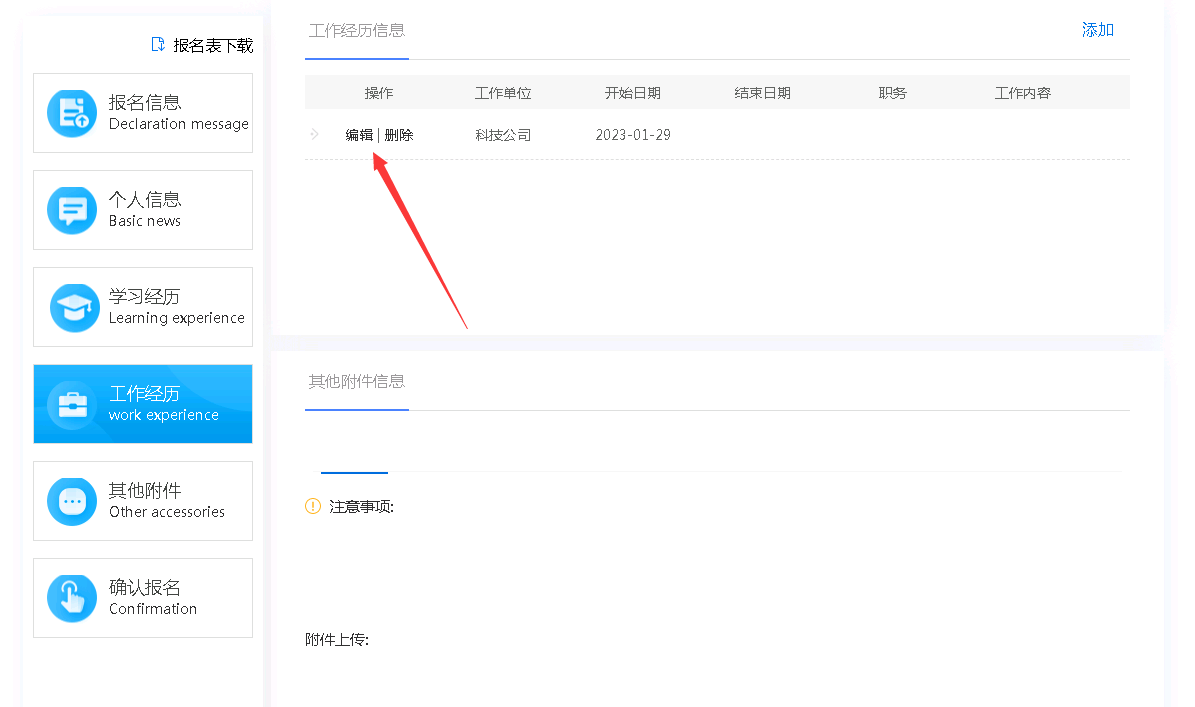 报名表下载
报名信息
Declaration message
个人信息
Basic news
学习经历
Learning experience
工作经历
work experience
其他附件
Other accessories
确认报名
Confirmation
工作经历信息 添加
操作 工作单位 开始日期 结束日期 职务 工作内容
编辑 | 删除 科技公司 2023-01-29
其他附件信息
注意事项:
附件上传: